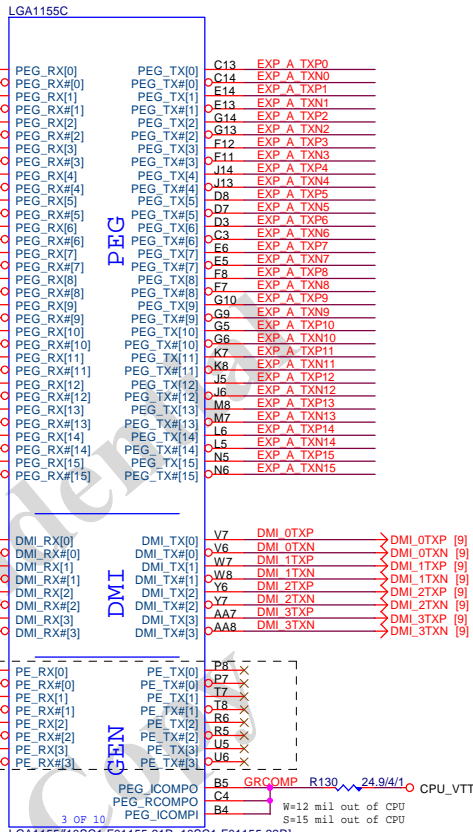 LGA1155C
PEG_RX[0] PEG_TX[0] C13 EXP_A_TXP0
PEG_RX#[0] PEG_TX#[0] C14 EXP_A_TXN0
PEG_RX[1] PEG_TX[1] E14 EXP_A_TXP1
PEG_RX#[1] PEG_TX#[1] E13 EXP_A_TXN1
PEG_RX[2] PEG_TX[2] G14 EXP_A_TXP2
PEG_RX#[2] PEG_TX#[2] G13 EXP_A_TXN2
PEG_RX[3] PEG_TX[3] F12 EXP_A_TXP3
PEG_RX#[3] PEG_TX#[3] F11 EXP_A_TXN3
PEG_RX[4] PEG_TX[4] J14 EXP_A_TXP4
PEG_RX#[4] PEG_TX#[4] J13 EXP_A_TXN4
PEG_RX[5] PEG_TX[5] D8 EXP_A_TXP5
PEG_RX#[5] PEG_TX#[5] D7 EXP_A_TXN5
PEG_RX[6] PEG_TX[6] D3 EXP_A_TXP6
PEG_RX#[6] PEG_TX#[6] C3 EXP_A_TXN6
PEG_RX[7] PEG_TX[7] E6 EXP_A_TXP7
PEG_RX#[7] PEG_TX#[7] E5 EXP_A_TXN7
PEG_RX[8] PEG_TX[8] F8 EXP_A_TXP8
PEG_RX#[8] PEG_TX#[8] F7 EXP_A_TXN8
PEG_RX[9] PEG_TX[9] G10 EXP_A_TXP9
PEG_RX#[9] PEG_TX#[9] G9 EXP_A_TXN9
PEG_RX[10] PEG_TX[10] G5 EXP_A_TXP10
PEG_RX#[10] PEG_TX#[10] G6 EXP_A_TXN10
PEG_RX[11] PEG_TX[11] K7 EXP_A_TXP11
PEG_RX#[11] PEG_TX#[11] K8 EXP_A_TXN11
PEG_RX[12] PEG_TX[12] J5 EXP_A_TXP12
PEG_RX#[12] PEG_TX#[12] J6 EXP_A_TXN12
PEG_RX[13] PEG_TX[13] M8 EXP_A_TXP13
PEG_RX#[13] PEG_TX#[13] M7 EXP_A_TXN13
PEG_RX[14] PEG_TX[14] L6 EXP_A_TXP14
PEG_RX#[14] PEG_TX#[14] L5 EXP_A_TXN14
PEG_RX[15] PEG_TX[15] N5 EXP_A_TXP15
PEG_RX#[15] PEG_TX#[15] N6 EXP_A_TXN15
PEG
DMI_RX[0] DMI_TX[0] V7 DMI_0TXP DMI_0TXP [9]
DMI_RX#[0] DMI_TX#[0] V6 DMI_0TXN DMI_0TXN [9]
DMI_RX[1] DMI_TX[1] W7 DMI_1TXP DMI_1TXP [9]
DMI_RX#[1] DMI_TX#[1] W8 DMI_1TXN DMI_1TXN [9]
DMI_RX[2] DMI_TX[2] Y6 DMI_2TXP DMI_2TXP [9]
DMI_RX#[2] DMI_TX#[2] Y7 DMI_2TXN DMI_2TXN [9]
DMI_RX[3] DMI_TX[3] AA7 DMI_3TXP DMI_3TXP [9]
DMI_RX#[3] DMI_TX#[3] AA8 DMI_3TXN DMI_3TXN [9]
DMI
PE_RX[0] PE_TX[0] P8
PE_RX#[0] PE_TX#[0] P7
PE_RX[1] PE_TX[1] T7
PE_RX#[1] PE_TX#[1] T8
PE_RX[2] PE_TX[2] R6
PE_RX#[2] PE_TX#[2] R5
PE_RX[3] PE_TX[3] U5
PE_RX#[3] PE_TX#[3] U6
GEN
PEG_ICOMPO B5 GRCOMP R130 24.9/4/1 CPU_VTT
PEG_RCOMPO C4
PEG_ICOMPI B4
W=12 mil out of CPU
S=15 mil out of CPU
3 OF 10
Copy